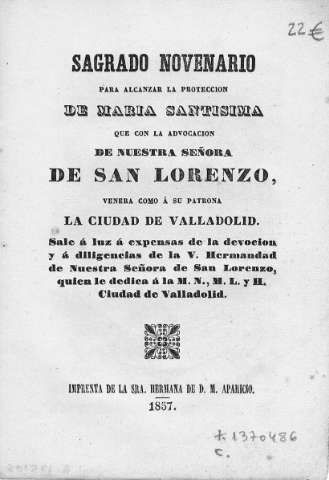 22 €
SAGRADO NOVENARIO
PARA ALCANZAR LA PROTECCION
DE MARIA SANTISIMA
QUE CON LA ADVOCACION
DE NUESTRA SEÑORA
DE SAN LORENZO,
VENERA COMO Á SU PATRONA
LA CIUDAD DE VALLADOLID.
Sale á luz á expensas de la devocion
y á diligencias de la V. Hermandad
de Nuestra Señora de San Lorenzo,
quien le dedica á la M. N., M. L. y H.
Ciudad de Valladolid.
IMPRENTA DE LA SRA. HERMANA DE D. M. APARICIO.
1857.
t. 1370486
c.